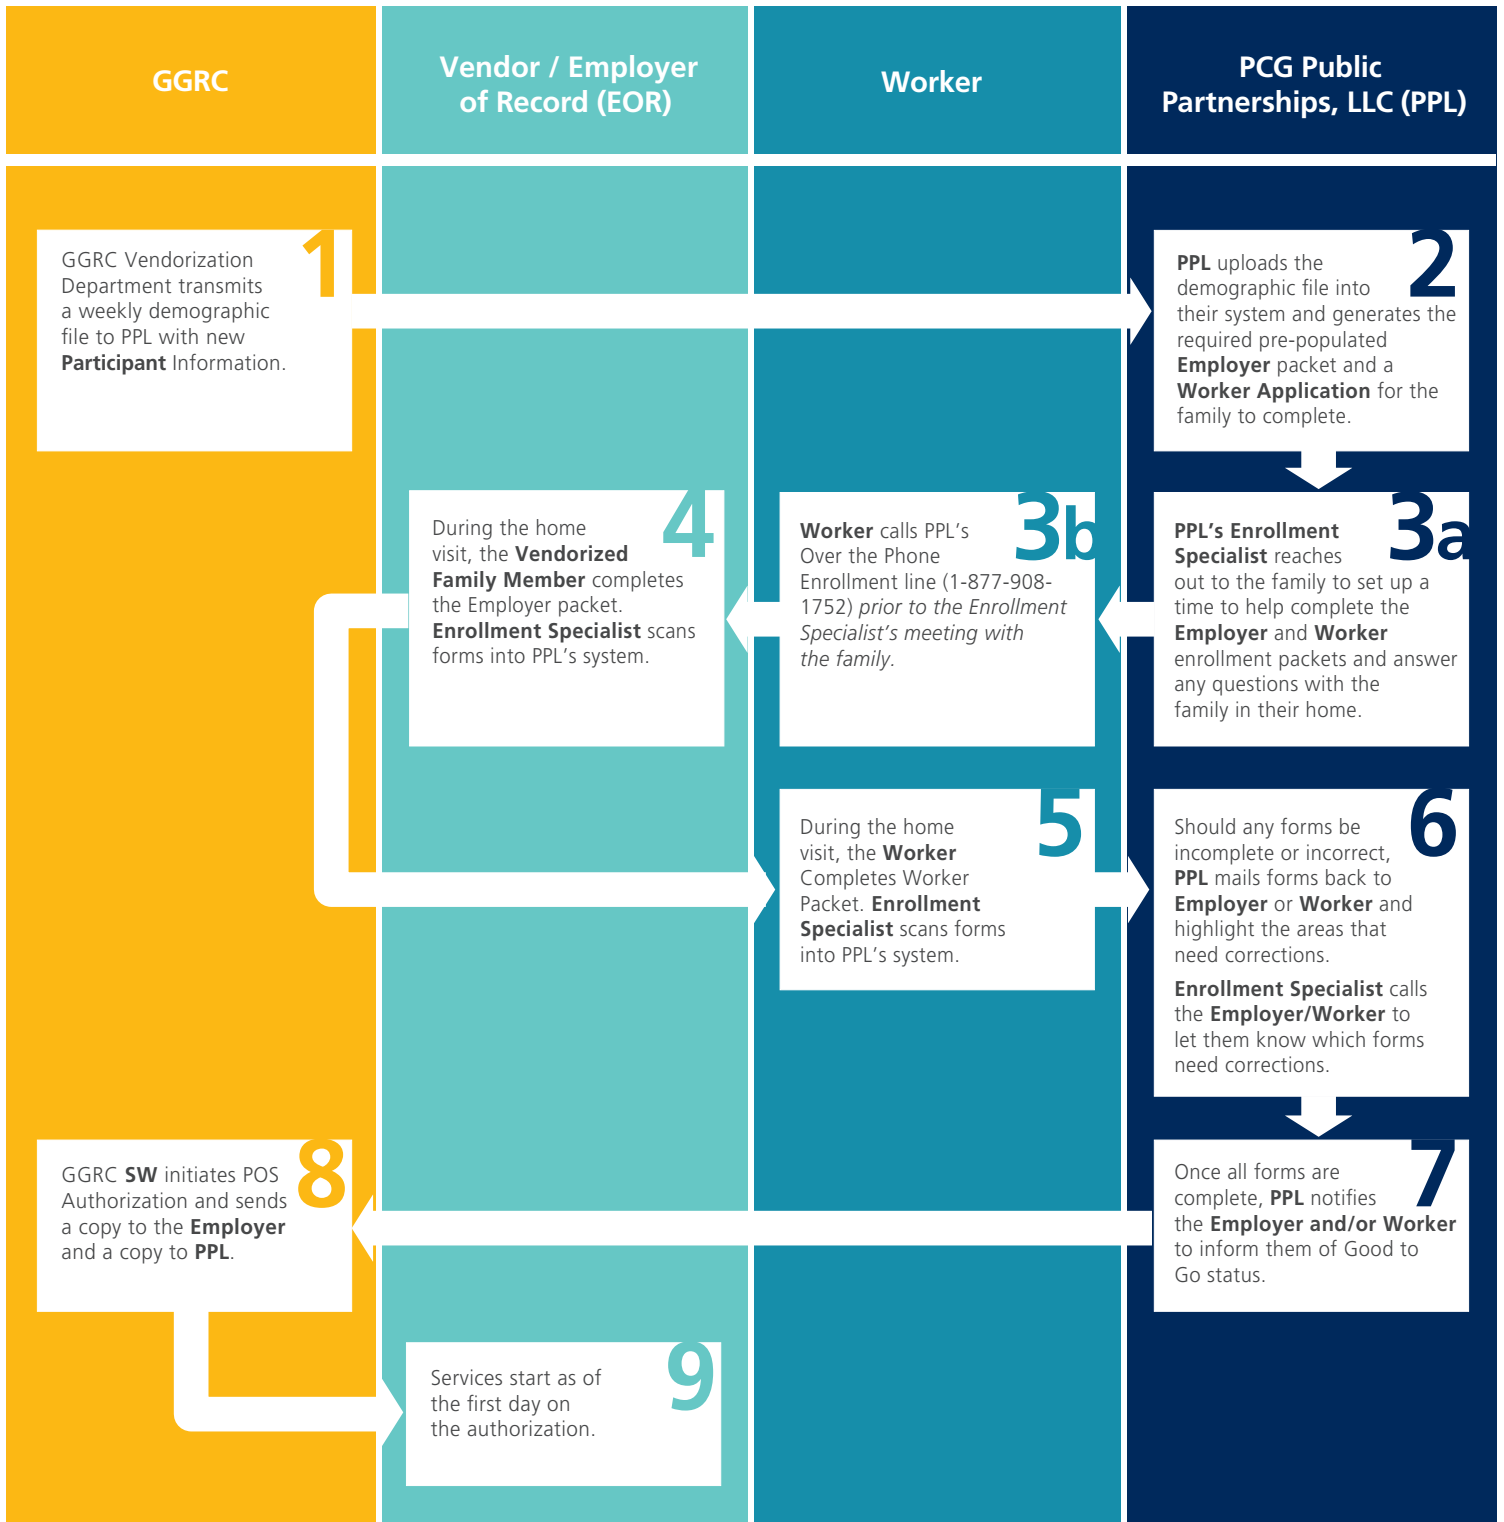 GGRC
Vendor / Employer
of Record (EOR)
Worker
PCG Public
Partnerships, LLC (PPL)
1
GGRC Vendorization
Department transmits
a weekly demographic
file to PPL with new
Participant Information.
2
PPL uploads the
demographic file into
their system and generates the
required pre-populated
Employer packet and a
Worker Application for the
family to complete.
3a
PPL's Enrollment
Specialist reaches
out to the family to set up a
time to help complete the
Employer and Worker
enrollment packets and answer
any questions with the
family in their home.
3b
Worker calls PPL's
Over the Phone
Enrollment line (1-877-908-
1752) prior to the Enrollment
Specialist's meeting with
the family.
4
During the home
visit, the Vendorized
Family Member completes
the Employer packet.
Enrollment Specialist scans
forms into PPL's system.
5
During the home
visit, the Worker
Completes Worker
Packet. Enrollment
Specialist scans forms
into PPL's system.
6
Should any forms be
incomplete or incorrect,
PPL mails forms back to
Employer or Worker and
highlight the areas that
need corrections.
Enrollment Specialist calls
the Employer/Worker to
let them know which forms
need corrections.
7
Once all forms are
complete, PPL notifies
the Employer and/or Worker
to inform them of Good to
Go status.
8
GGRC SW initiates POS
Authorization and sends
a copy to the Employer
and a copy to PPL.
9
Services start as of
the first day on
the authorization.